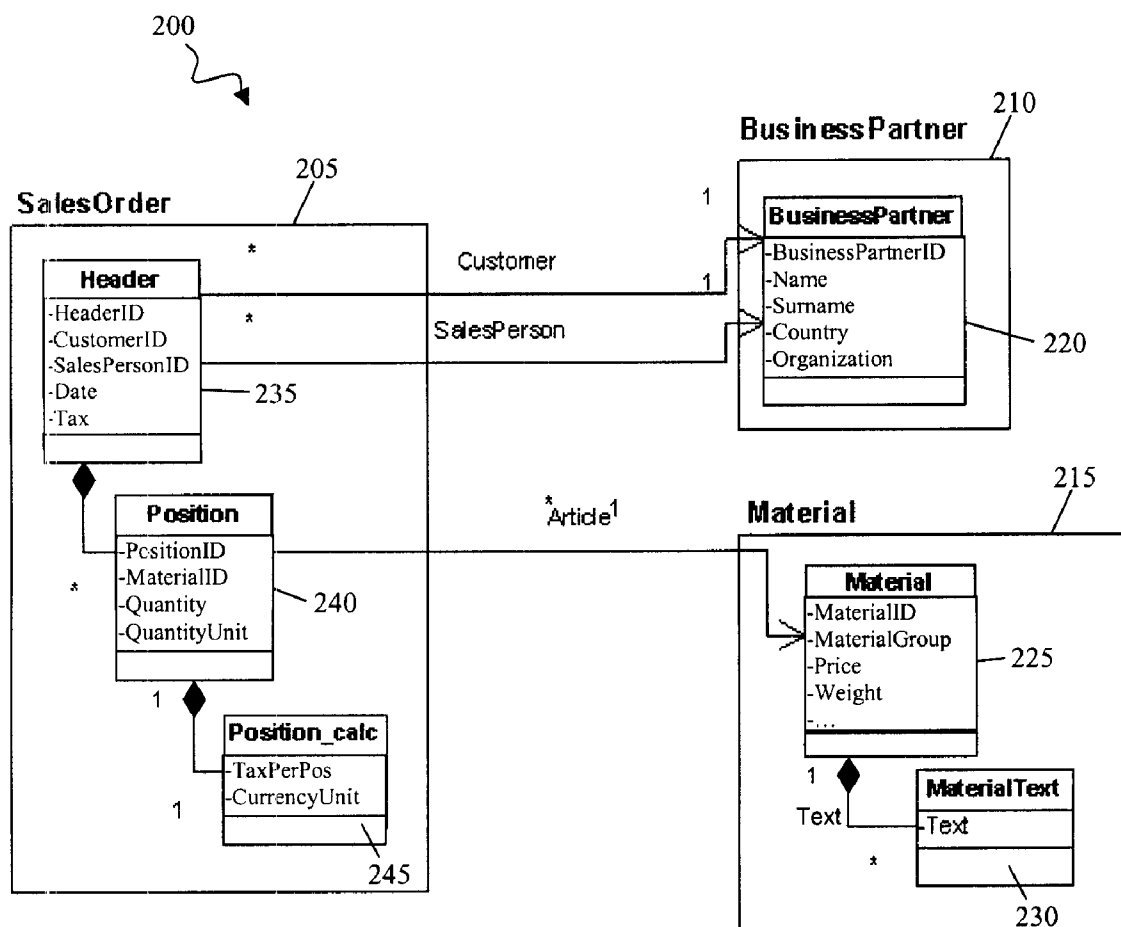 200
210
BusinessPartner
205
SalesOrder
1
BusinessPartner
*
Header
Customer
-BusinessPartnerID
-HeaderID
*
1
-Name
-CustomerID
SalesPerson
-Surname
-SalesPersonID
-Country
220
-Date
235
-Organization
-Tax
215
Position
*Article1
Material
-PositionID
Material
*
-MaterialID
240
-MaterialID
-Quantity
-MaterialGroup
-QuantityUnit
-Price
225
1
-Weight
-...
Position_calc
-TaxPerPos
1
MaterialText
1
-CurrencyUnit
Text
-Text
245
*
230